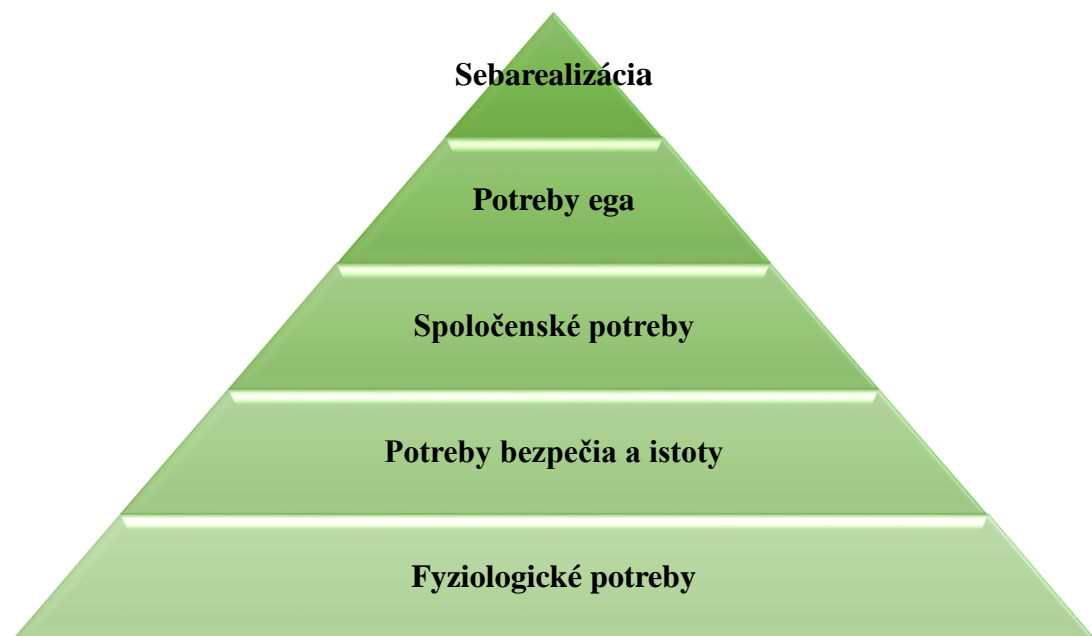 Sebarealizácia
Potreby ega
Spoločenské potreby
Potreby bezpečia a istoty
Fyziologické potreby